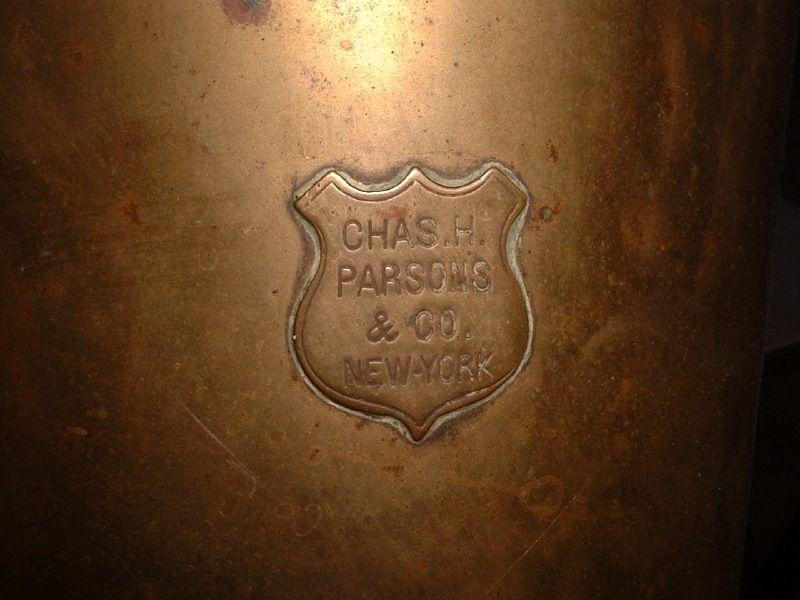 CHAS. H.
PARSONS
& CO.
NEW-YORK